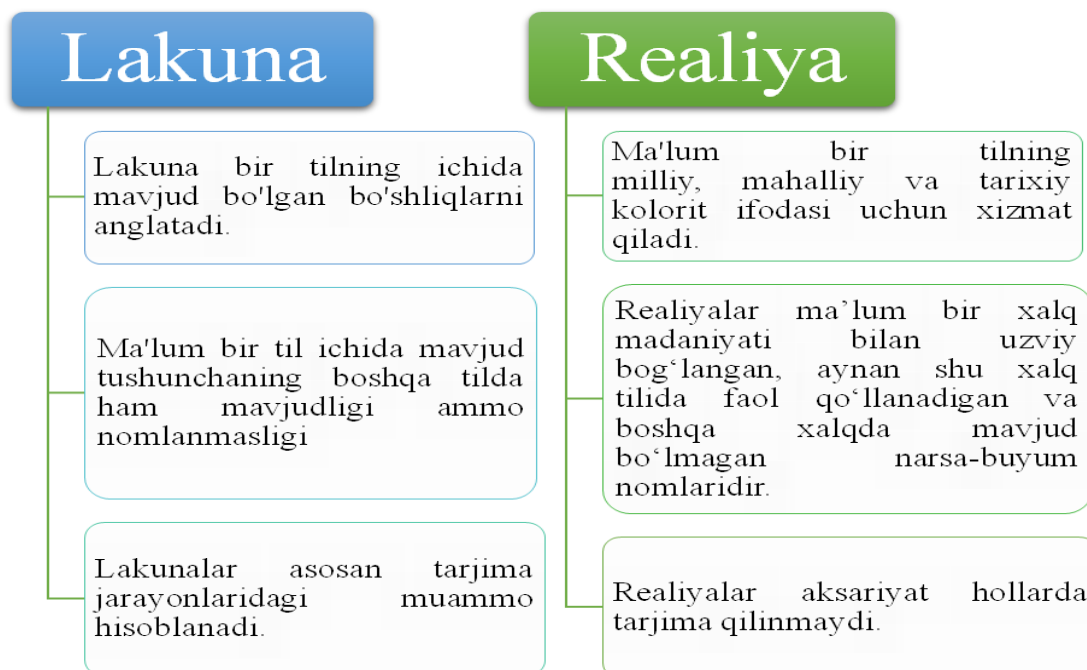 Lakuna
Lakuna bir tilning ichida
mavjud bo'lgan bo'shliqlarni
anglatadi.
Ma'lum bir til ichida mavjud
tushunchaning boshqa tilda
ham mavjudligi ammo
nomlanmasligi
Lakunalar asosan tarjima
jarayonlaridagi muammo
hisoblanadi.
Realiya
Ma'lum bir tilning
milliy, mahalliy va tarixiy
kolorit ifodasi uchun xizmat
qiladi.
Realiyalar ma’lum bir xalq
madaniyati bilan uzviy
bog‘langan, aynan shu xalq
tilida faol qo‘llanadigan va
boshqa xalqda mavjud
bo‘lmagan narsa-buyum
nomlaridir.
Realiyalar aksariyat hollarda
tarjima qilinmaydi.